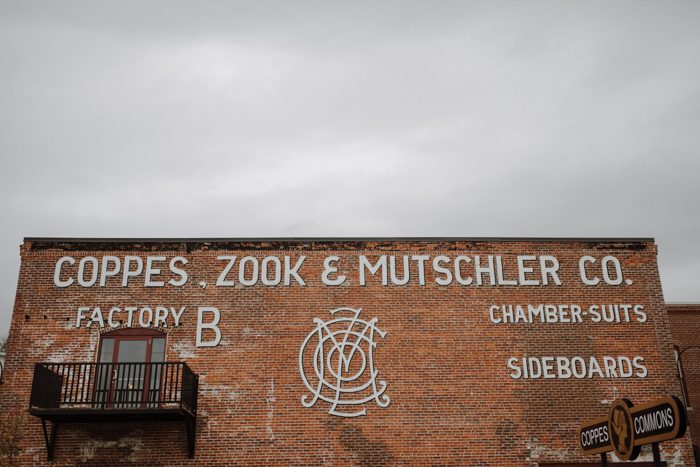 COPPES, ZOOK & MUTSCHLER CO.
FACTORY B
CHAMBER-SUITS
SIDEBOARDS
COPPES COMMONS